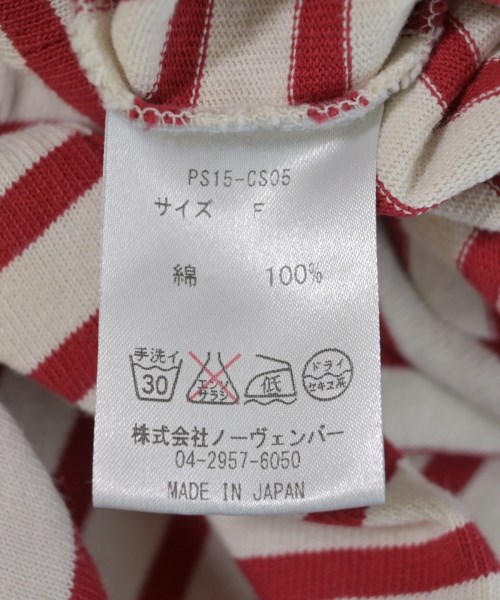 PS15-CS05
サイズ F
綿 100%
手洗イ 30
エンソ サラシ
低
ドライ セキユ系
株式会社ノーヴェンバー
04-2957-6050
MADE IN JAPAN